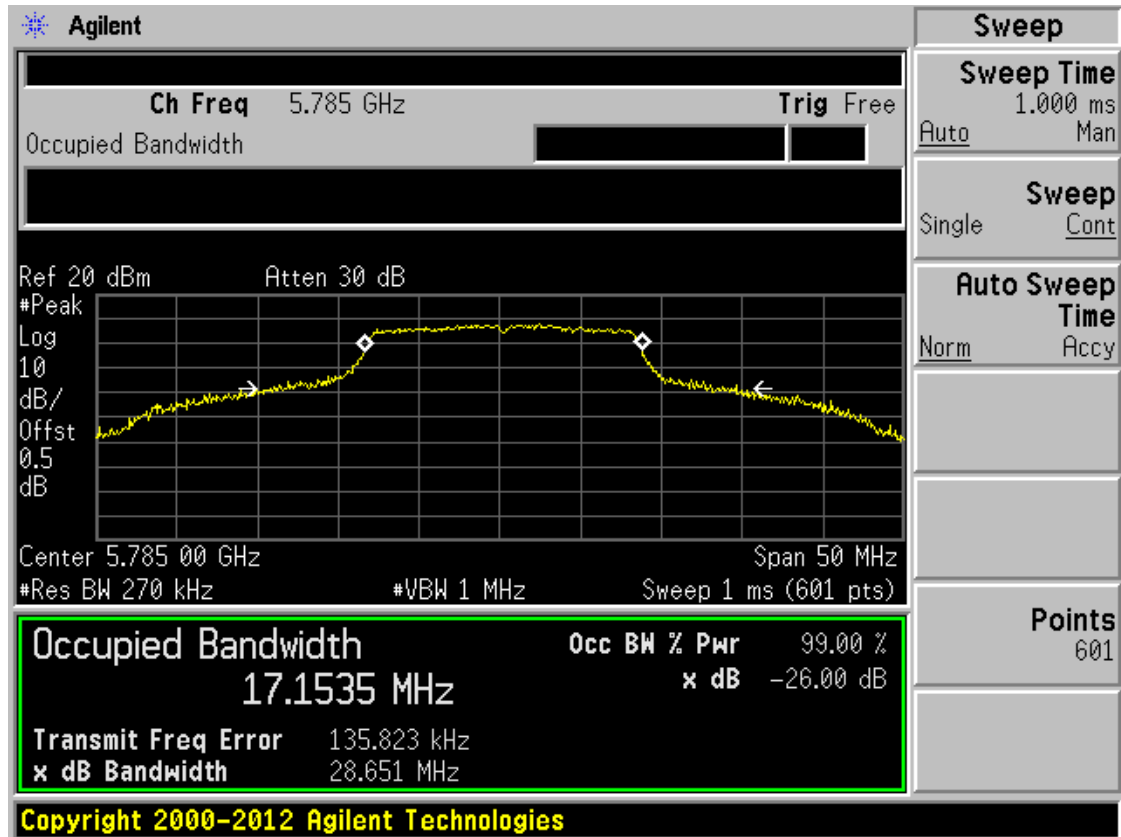 Agilent
Sweep
Ch Freq 5.785 GHz Trig Free
Occupied Bandwidth
Sweep Time
1.000 ms
Auto Man
Sweep
Single Cont
Auto Sweep
Time
Norm Accy
Ref 20 dBm Atten 30 dB
#Peak
Log
10
dB/
Offst
0.5
dB
Center 5.785 00 GHz Span 50 MHz
#Res BW 270 kHz #VBW 1 MHz Sweep 1 ms (601 pts)
Points
601
Occupied Bandwidth Occ BW % Pwr 99.00 %
17.1535 MHz x dB -26.00 dB
Transmit Freq Error 135.823 kHz
x dB Bandwidth 28.651 MHz
Copyright 2000-2012 Agilent Technologies